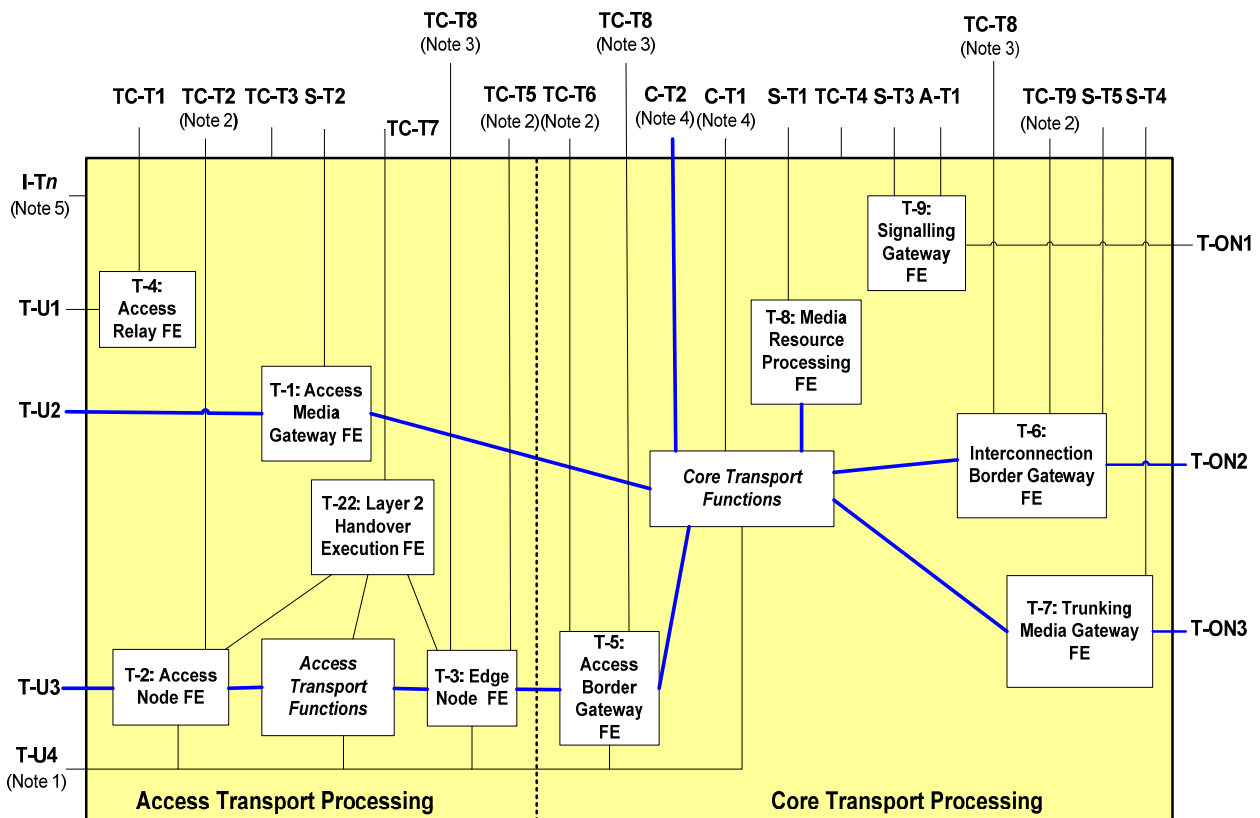 TC-T8
(Note 3)
TC-T8
(Note 3)
TC-T8
(Note 3)
TC-T1
TC-T2
(Note 2)
TC-T3
S-T2
TC-T7
TC-T5
(Note 2)
TC-T6
(Note 2)
C-T2
(Note 4)
C-T1
(Note 4)
S-T1
TC-T4
S-T3
A-T1
TC-T9
(Note 2)
S-T5
S-T4
I-Tn
(Note 5)
T-9:
Signalling
Gateway
FE
T-ON1
T-U1
T-4:
Access
Relay FE
T-8: Media
Resource
Processing
FE
T-U2
T-1: Access
Media
Gateway FE
T-6:
Interconnection
Border Gateway
FE
T-ON2
Core Transport
Functions
T-22: Layer 2
Handover
Execution FE
T-7: Trunking
Media Gateway
FE
T-ON3
T-U3
T-2: Access
Node FE
Access
Transport
Functions
T-3: Edge
Node FE
T-5:
Access
Border
Gateway
FE
T-U4
(Note 1)
Access Transport Processing
Core Transport Processing